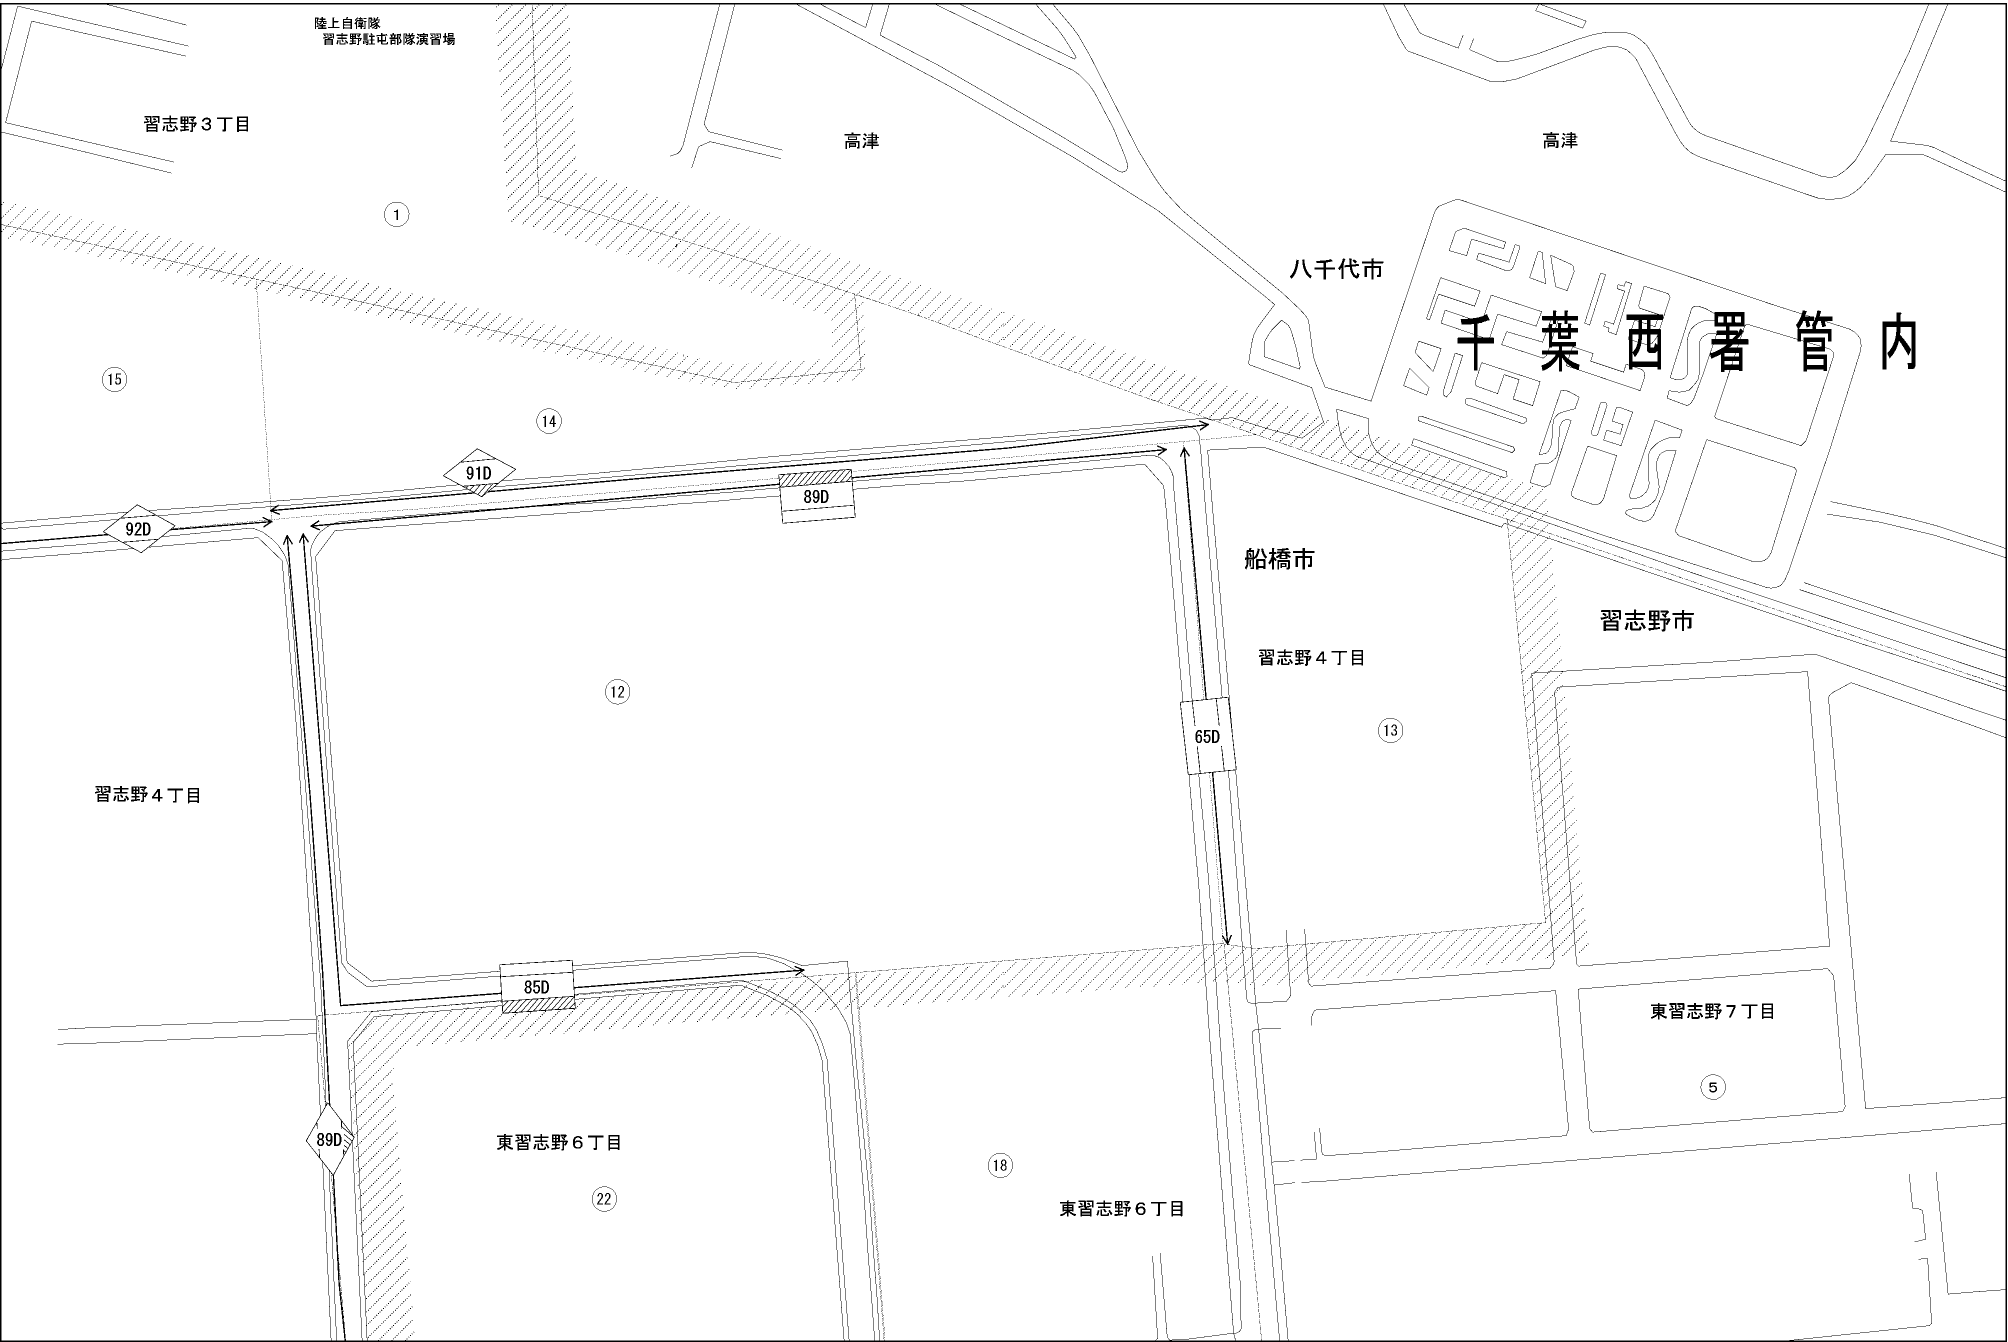 陸上自衛隊
習志野駐屯部隊演習場
習志野３丁目
高津
高津
1
八千代市
千葉西署管内
15
14
91D
89D
92D
船橋市
習志野市
習志野４丁目
12
13
65D
習志野４丁目
85D
東習志野７丁目
5
89D
東習志野６丁目
18
22
東習志野６丁目